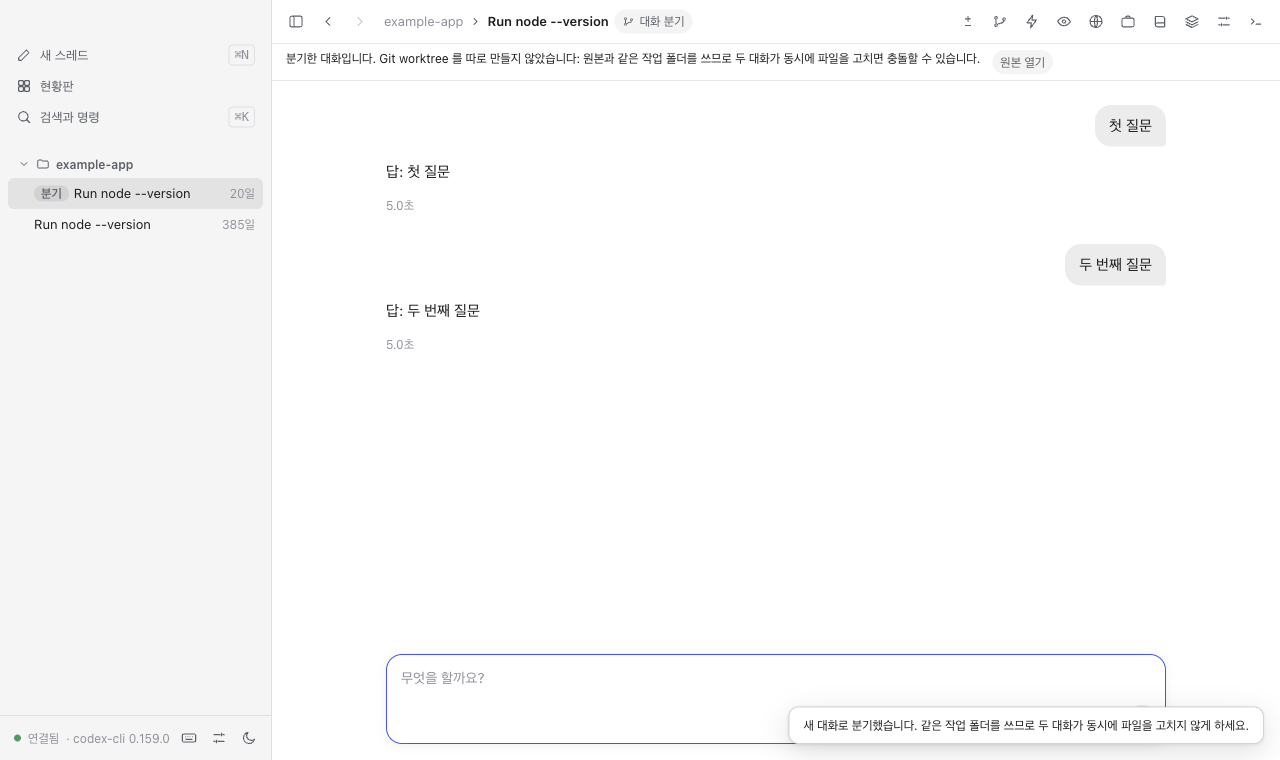 새 스레드 ⌘N
현황판
검색과 명령 ⌘K
example-app
분기 Run node --version 20일
Run node --version 385일
연결됨 · codex-cli 0.159.0
example-app Run node --version 대화 분기
분기한 대화입니다. Git worktree 를 따로 만들지 않았습니다: 원본과 같은 작업 폴더를 쓰므로 두 대화가 동시에 파일을 고치면 충돌할 수 있습니다. 원본 열기
첫 질문
답: 첫 질문
5.0초
두 번째 질문
답: 두 번째 질문
5.0초
무엇을 할까요?
새 대화로 분기했습니다. 같은 작업 폴더를 쓰므로 두 대화가 동시에 파일을 고치지 않게 하세요.